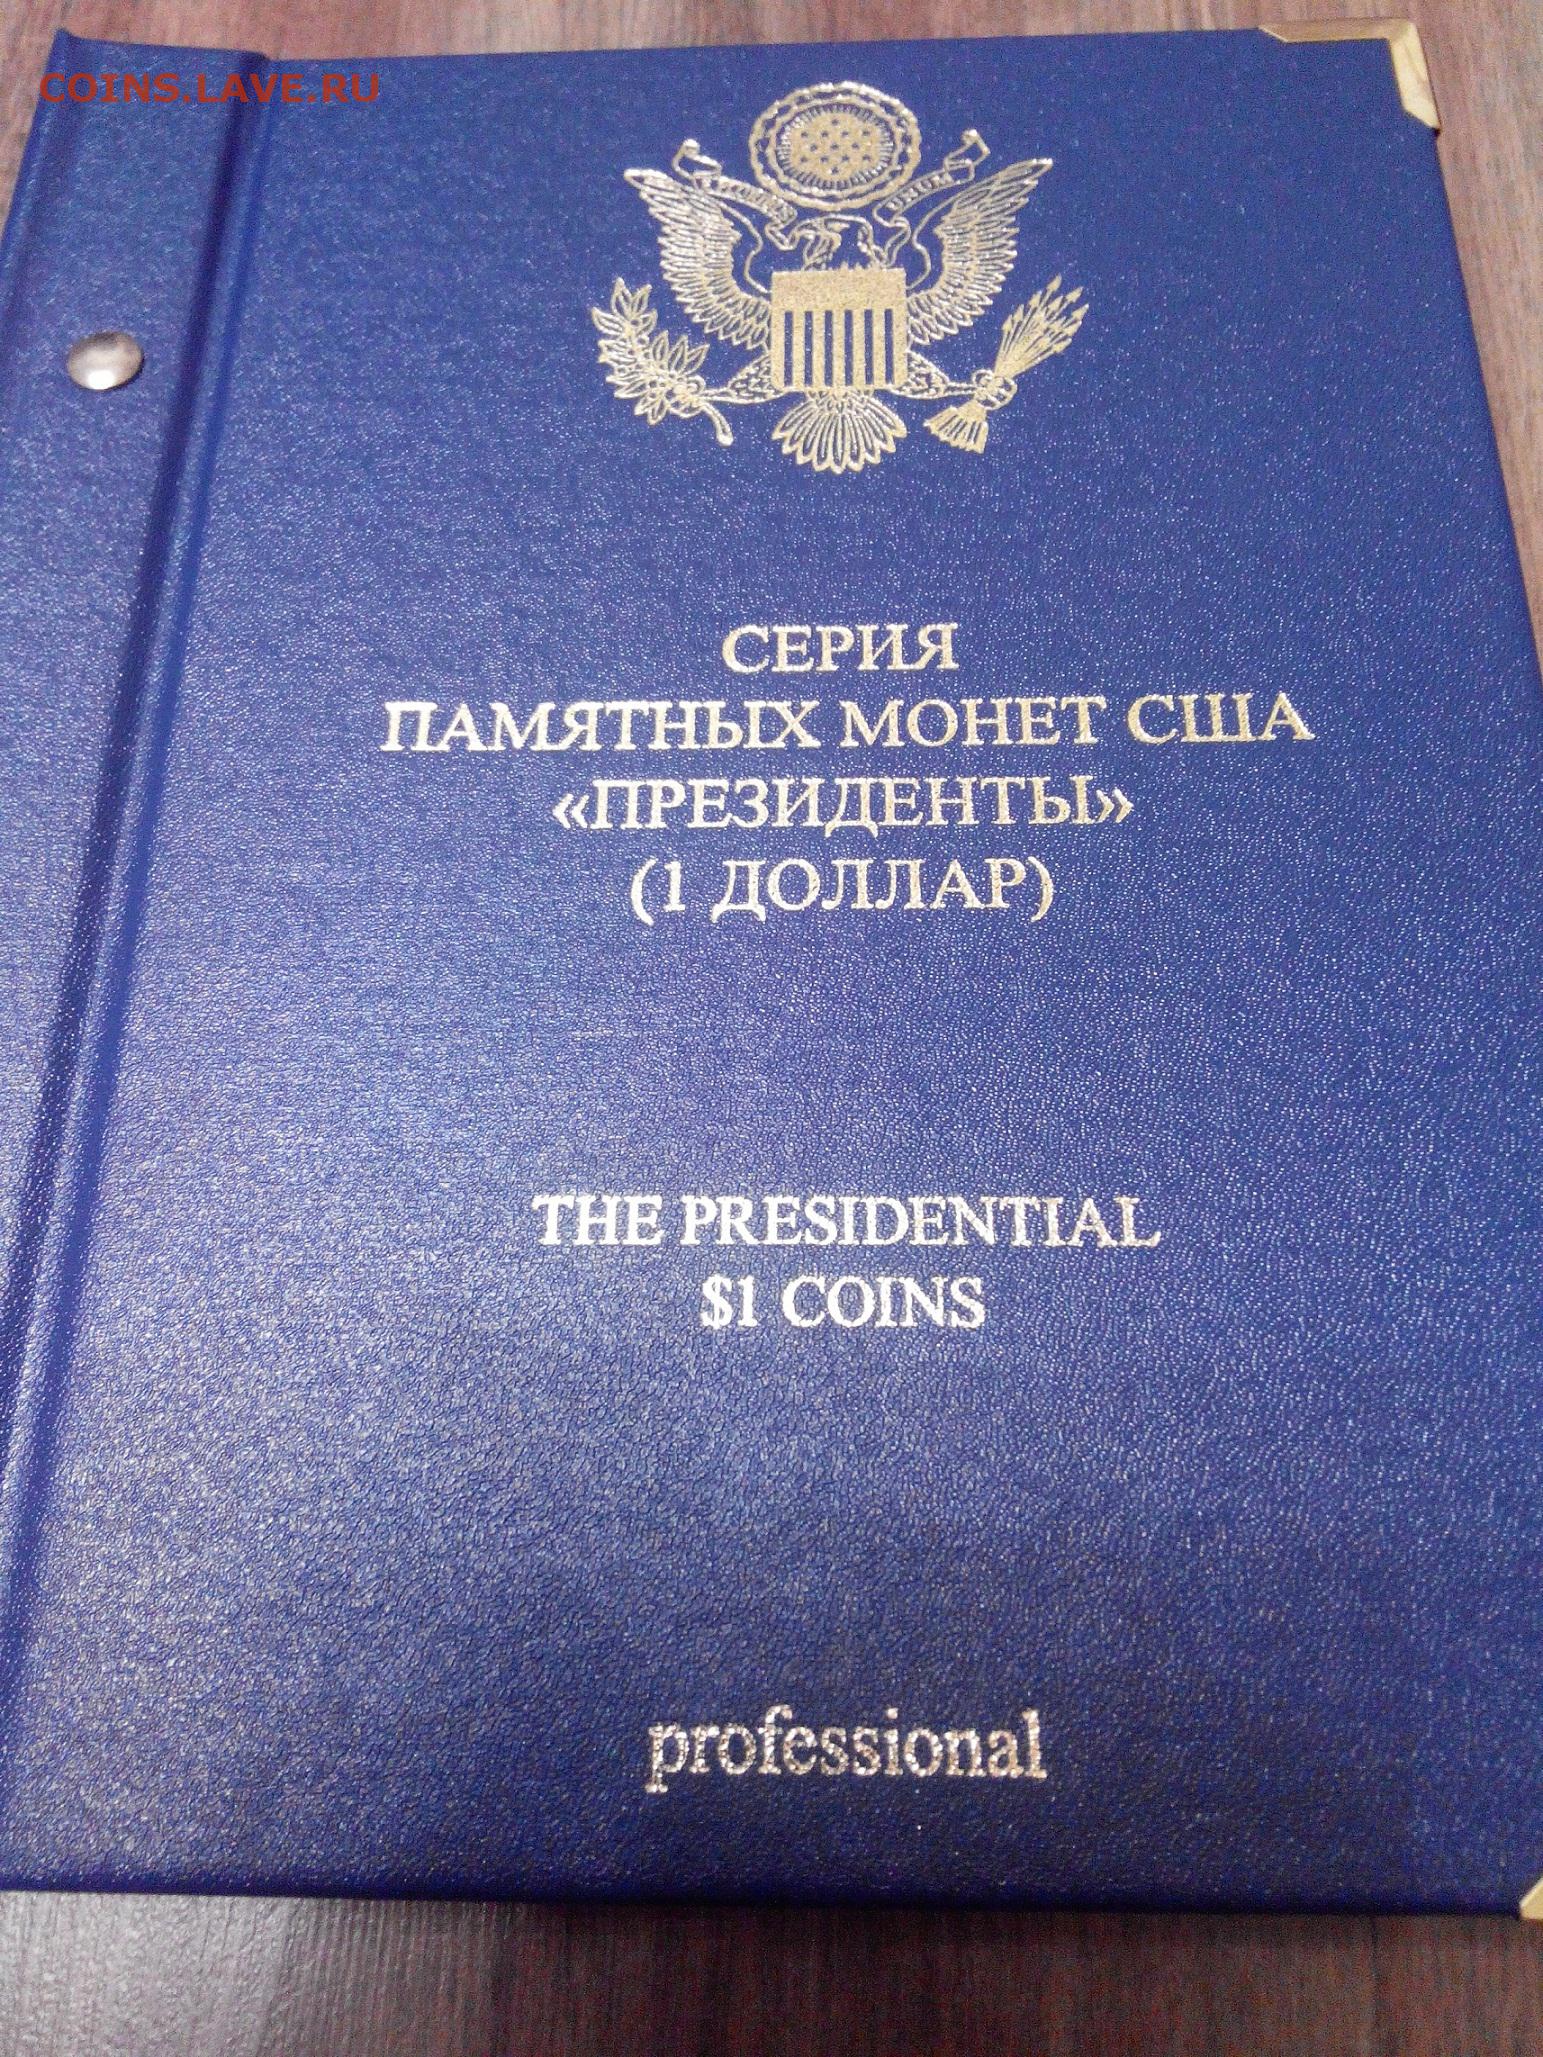 COINS.LAVE.RU
СЕРИЯ
ПАМЯТНЫХ МОНЕТ США
«ПРЕЗИДЕНТЫ»
(1 ДОЛЛАР)
THE PRESIDENTIAL
$1 COINS
professional